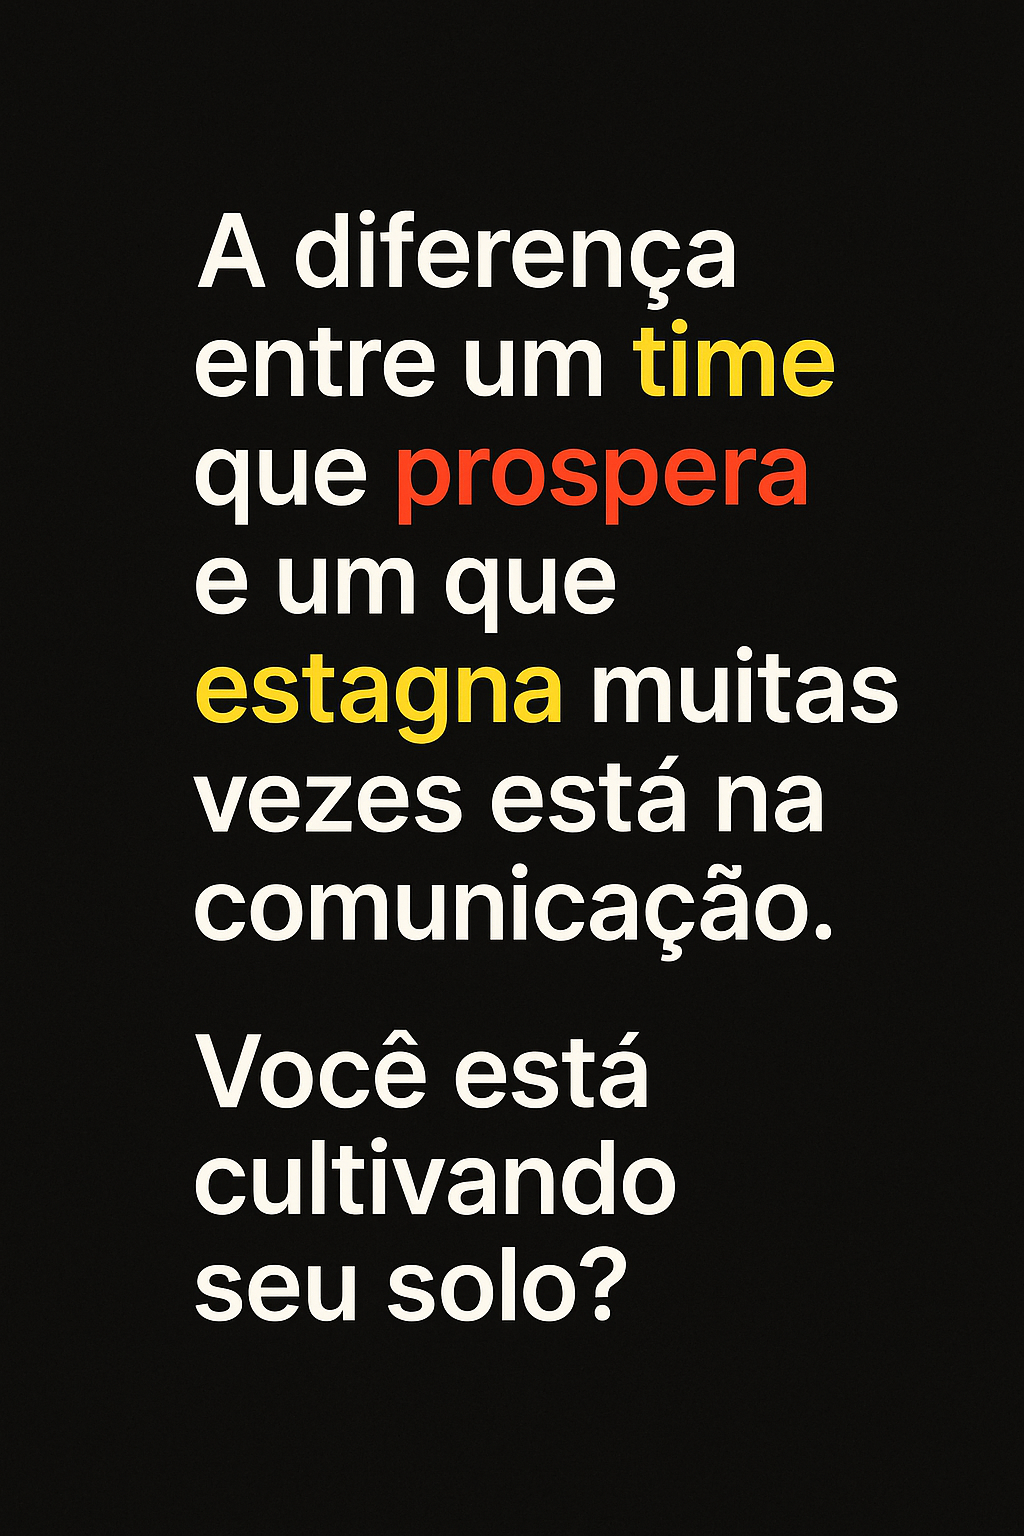 A diferença
entre um time
que prospera
e um que
estagna muitas
vezes está na
comunicação.
Você está
cultivando
seu solo?